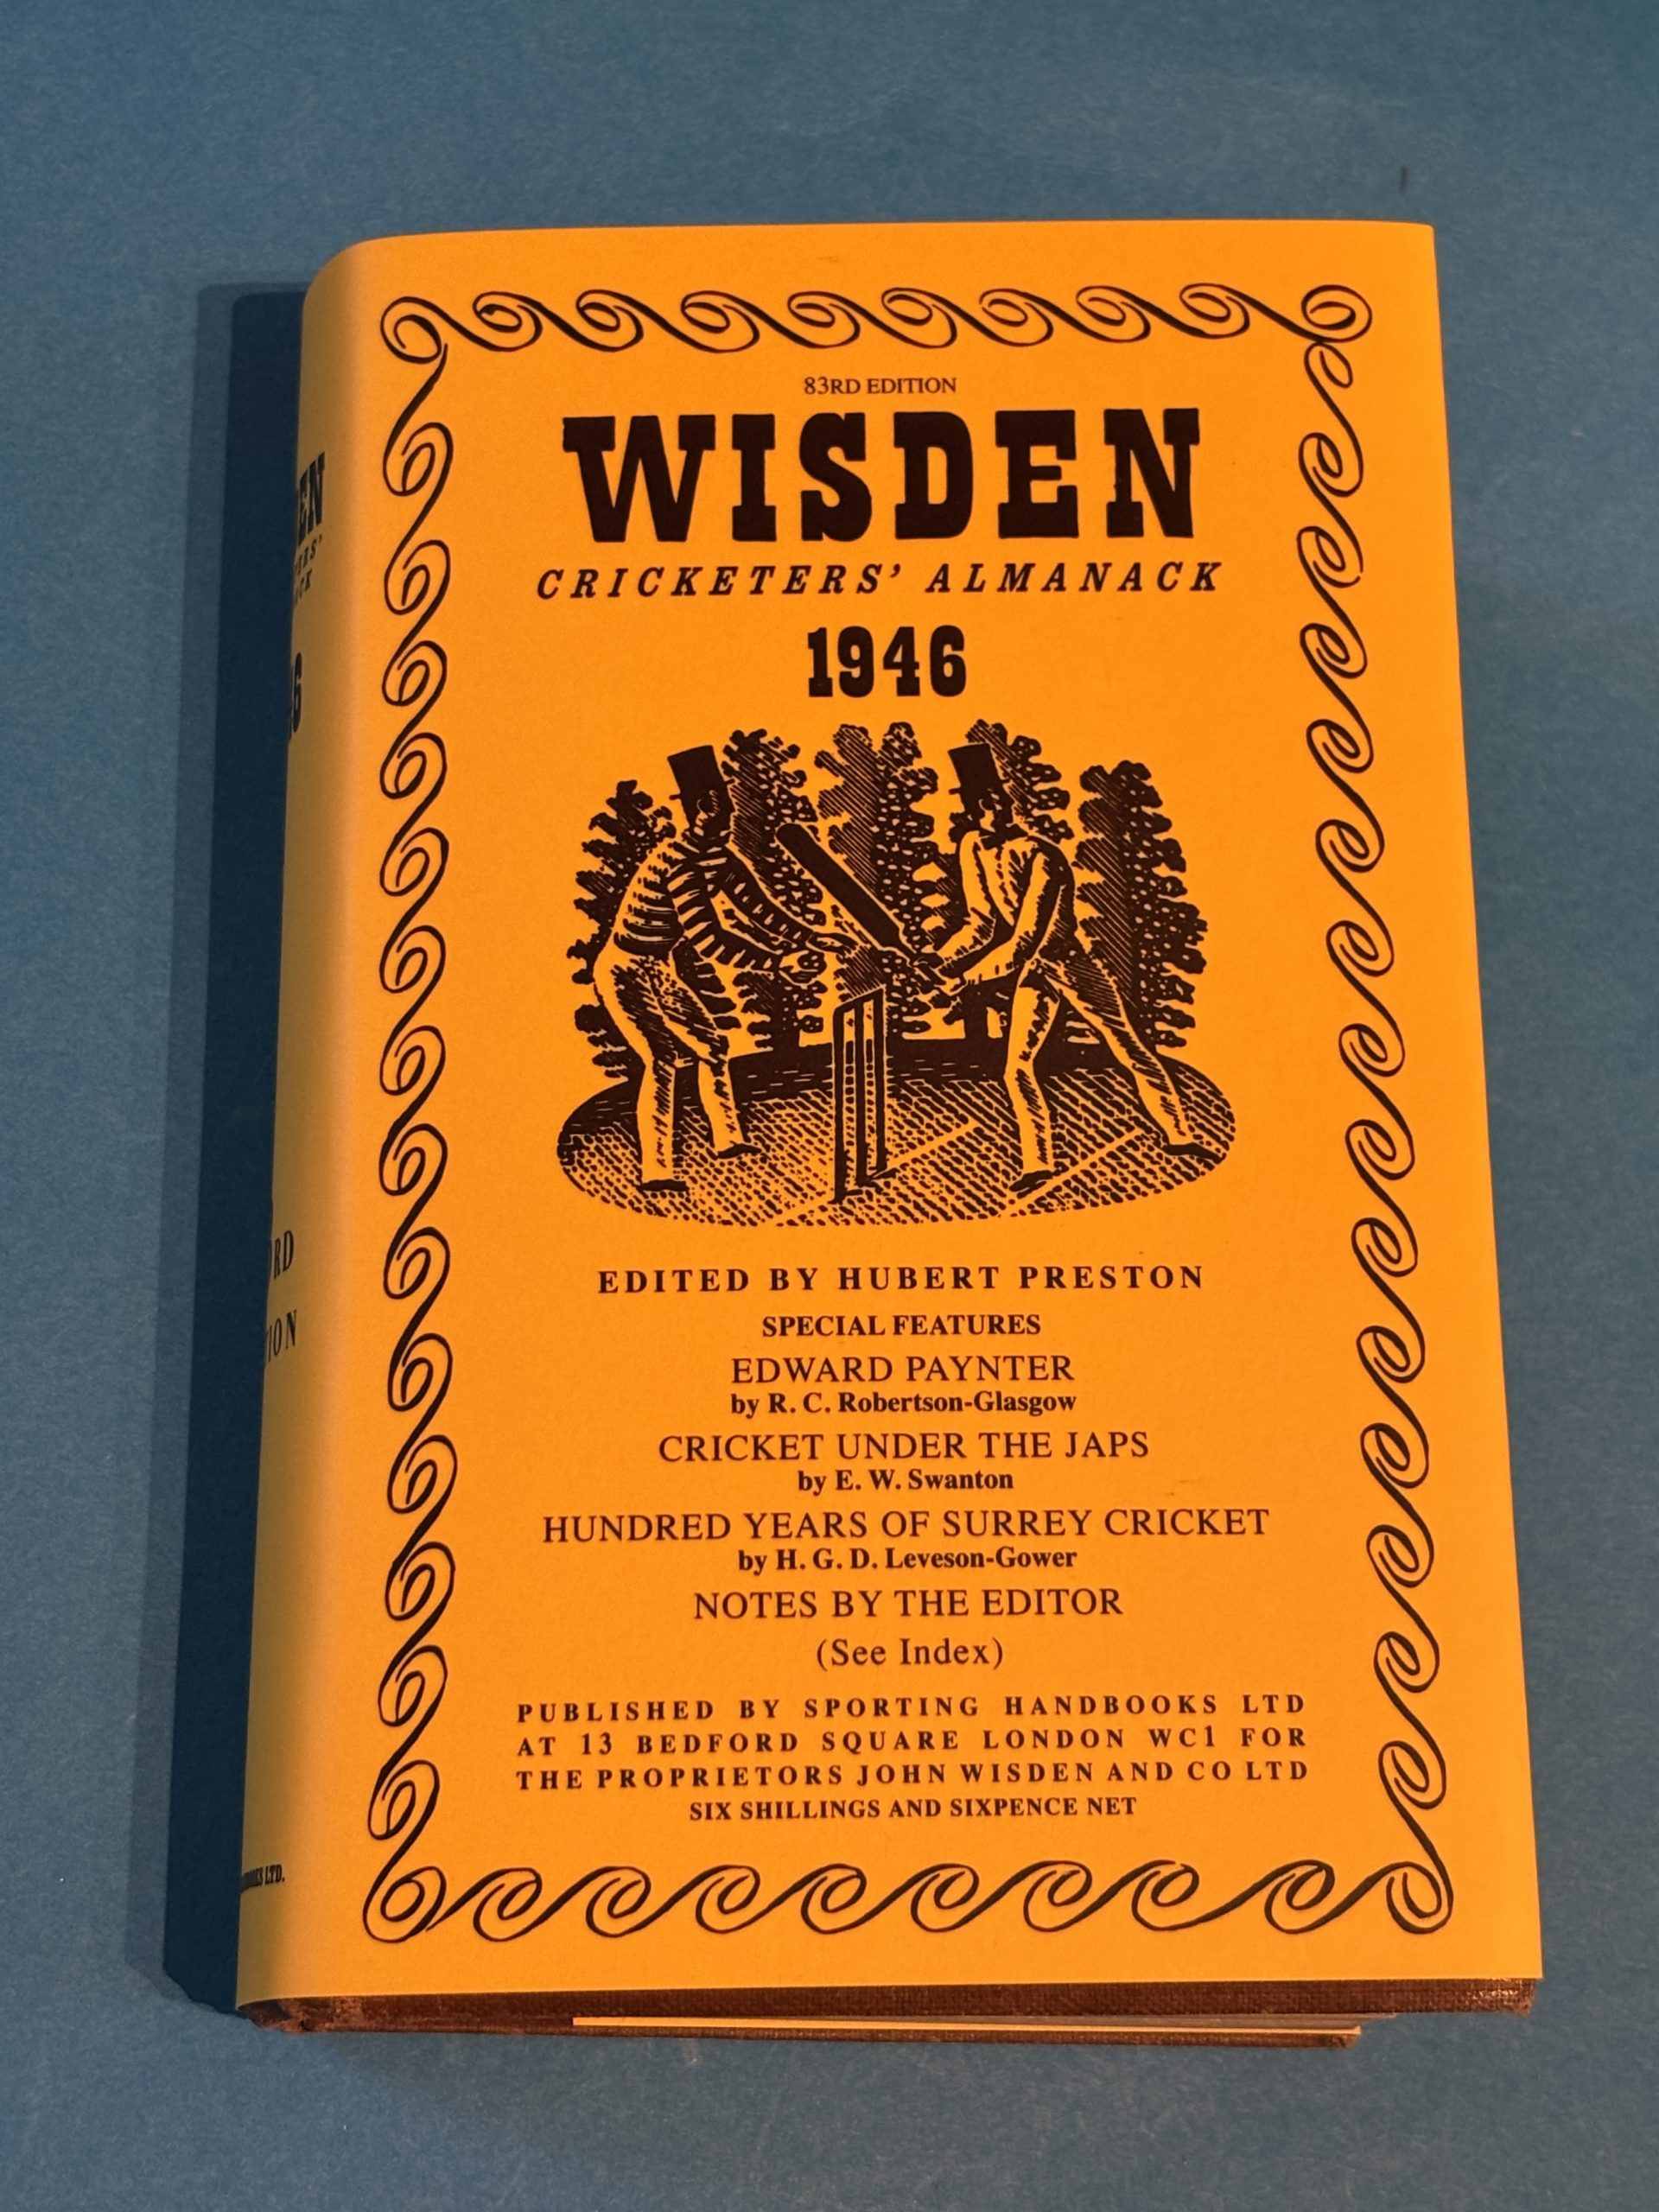 83RD EDITION
WISDEN
CRICKETERS' ALMANACK
1946
EDITED BY HUBERT PRESTON
SPECIAL FEATURES
EDWARD PAYNTER
by R. C. Robertson-Glasgow
CRICKET UNDER THE JAPS
by E. W. Swanton
HUNDRED YEARS OF SURREY CRICKET
by H. G. D. Leveson-Gower
NOTES BY THE EDITOR
(See Index)
PUBLISHED BY SPORTING HANDBOOKS LTD
AT 13 BEDFORD SQUARE LONDON WC1 FOR
THE PROPRIETORS JOHN WISDEN AND CO LTD
SIX SHILLINGS AND SIXPENCE NET
LTD.